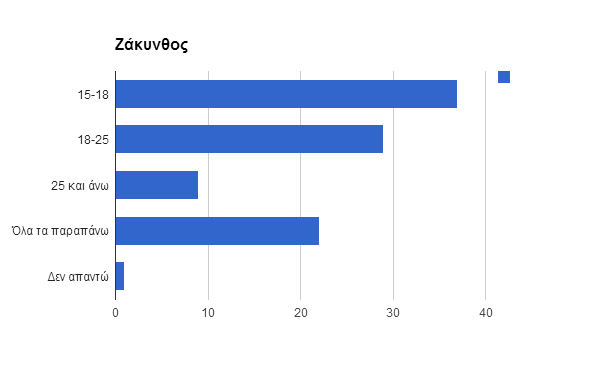 Ζάκυνθος
15-18
18-25
25 και άνω
Όλα τα παραπάνω
Δεν απαντώ
0 10 20 30 40